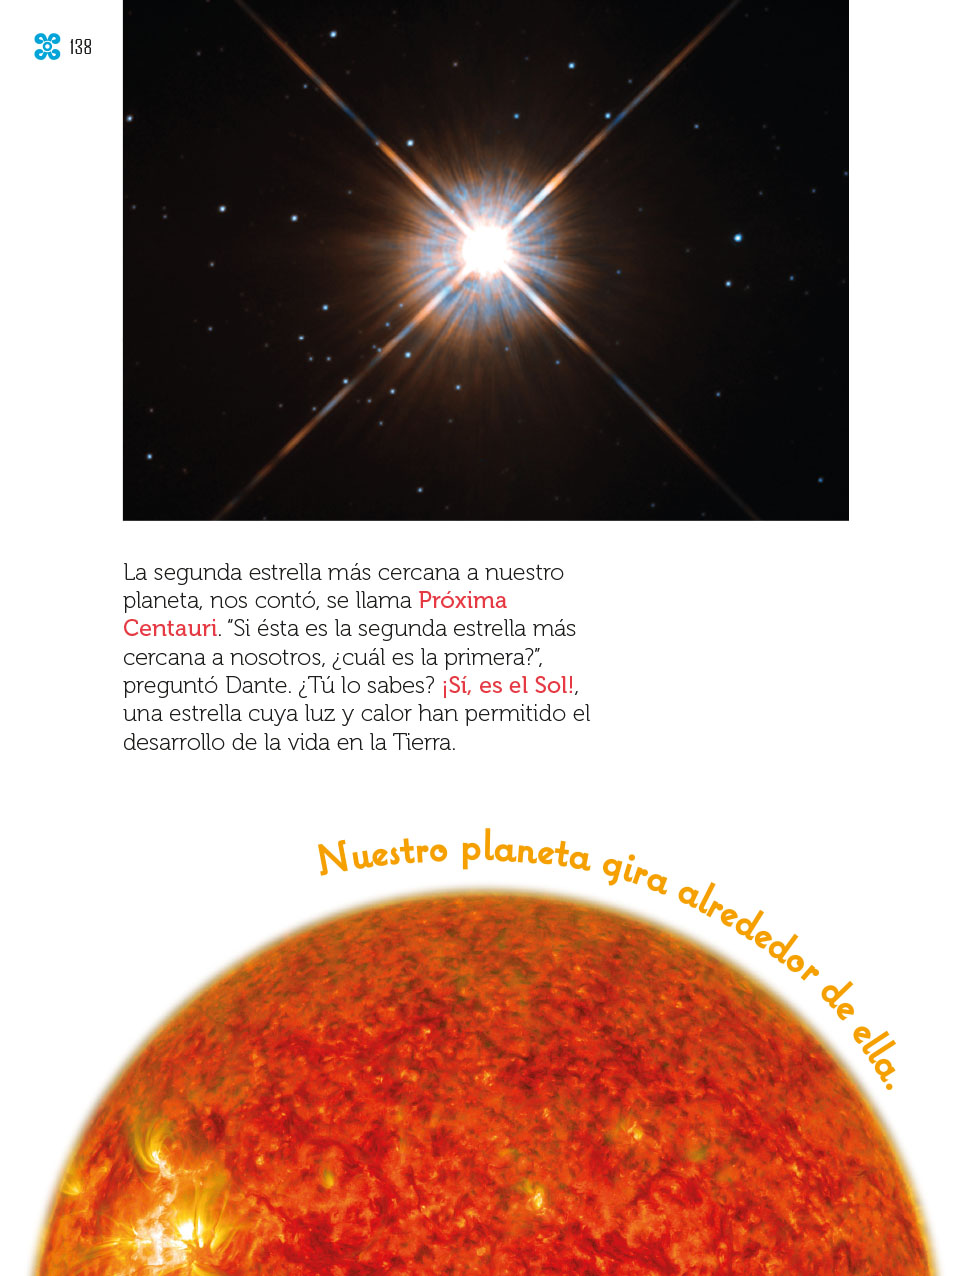 138
La segunda estrella más cercana a nuestro
planeta, nos contó, se llama Próxima
Centauri. “Si ésta es la segunda estrella más
cercana a nosotros, ¿cuál es la primera?”,
preguntó Dante. ¿Tú lo sabes? ¡Sí, es el Sol!,
una estrella cuya luz y calor han permitido el
desarrollo de la vida en la Tierra.
Nuestro planeta gira alrededor de ella.